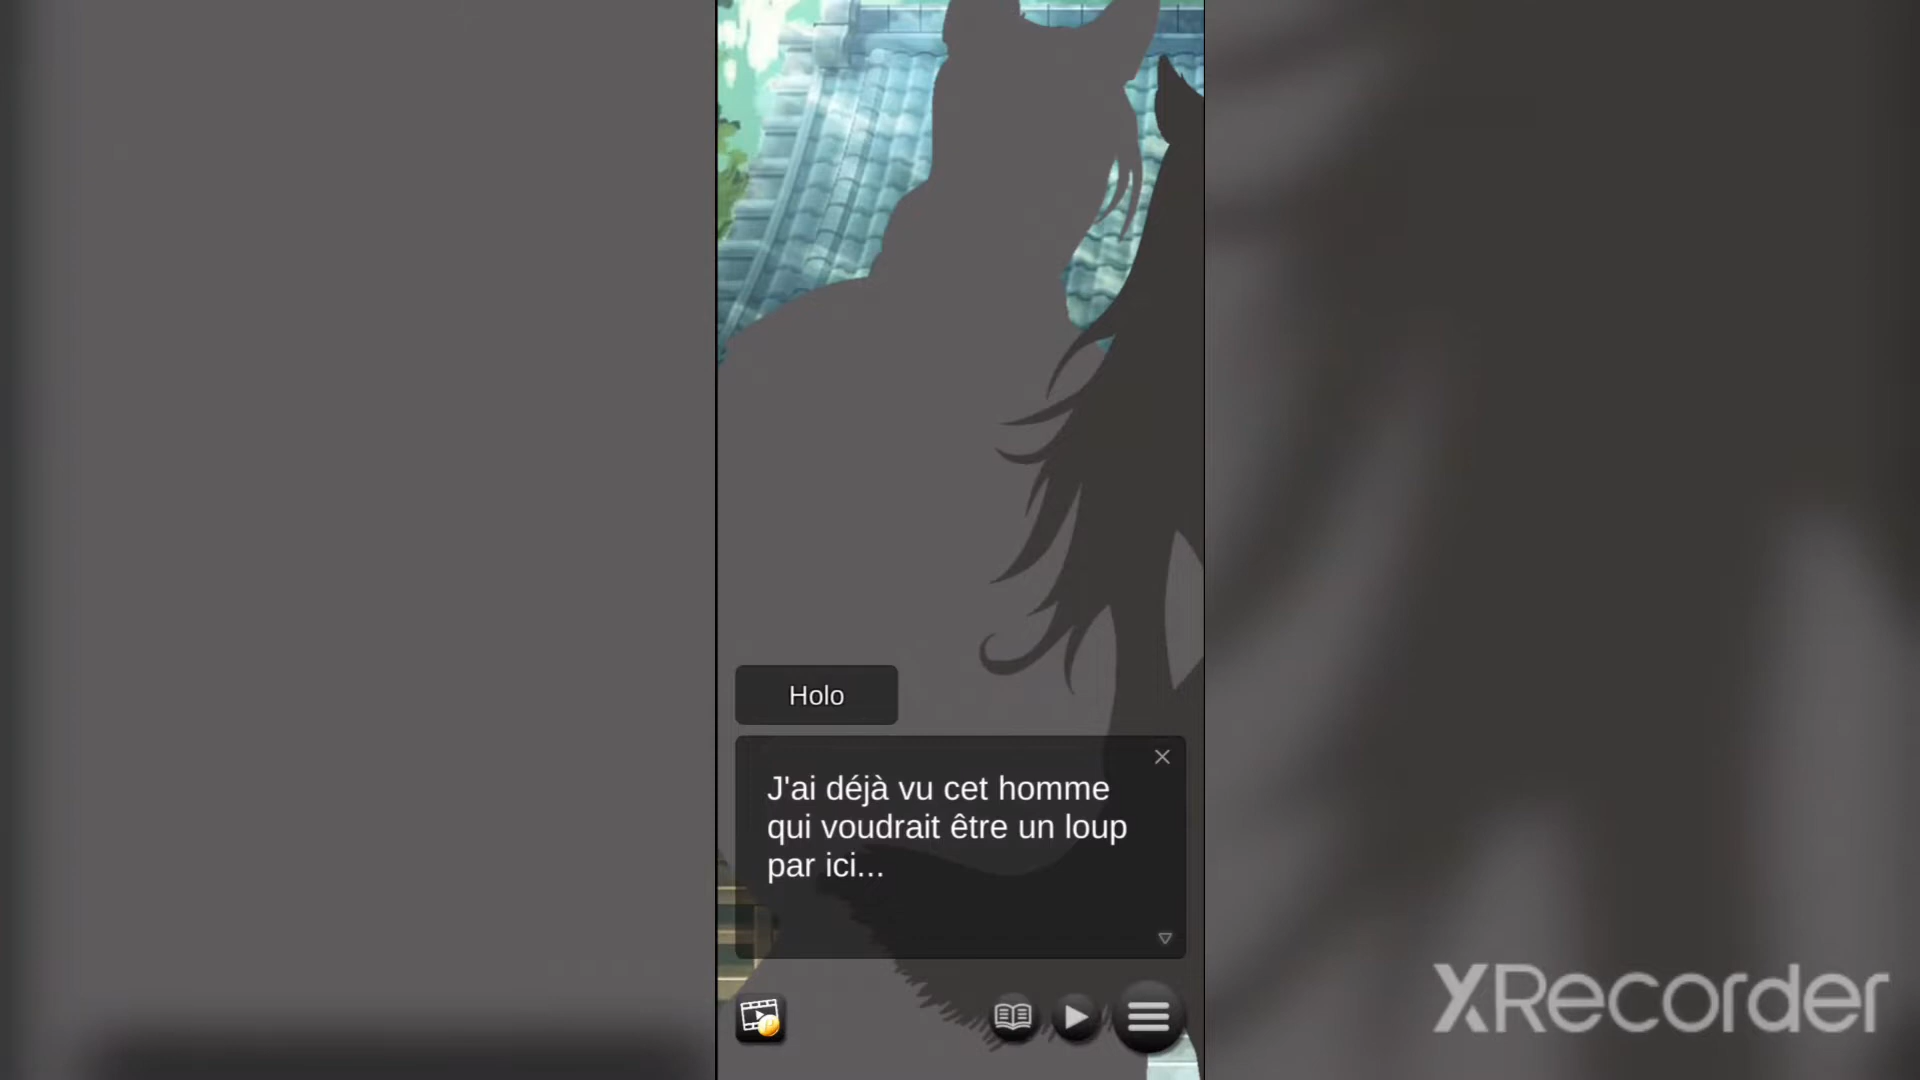 Holo
J'ai déjà vu cet homme
qui voudrait être un loup
par ici...
XRecorder